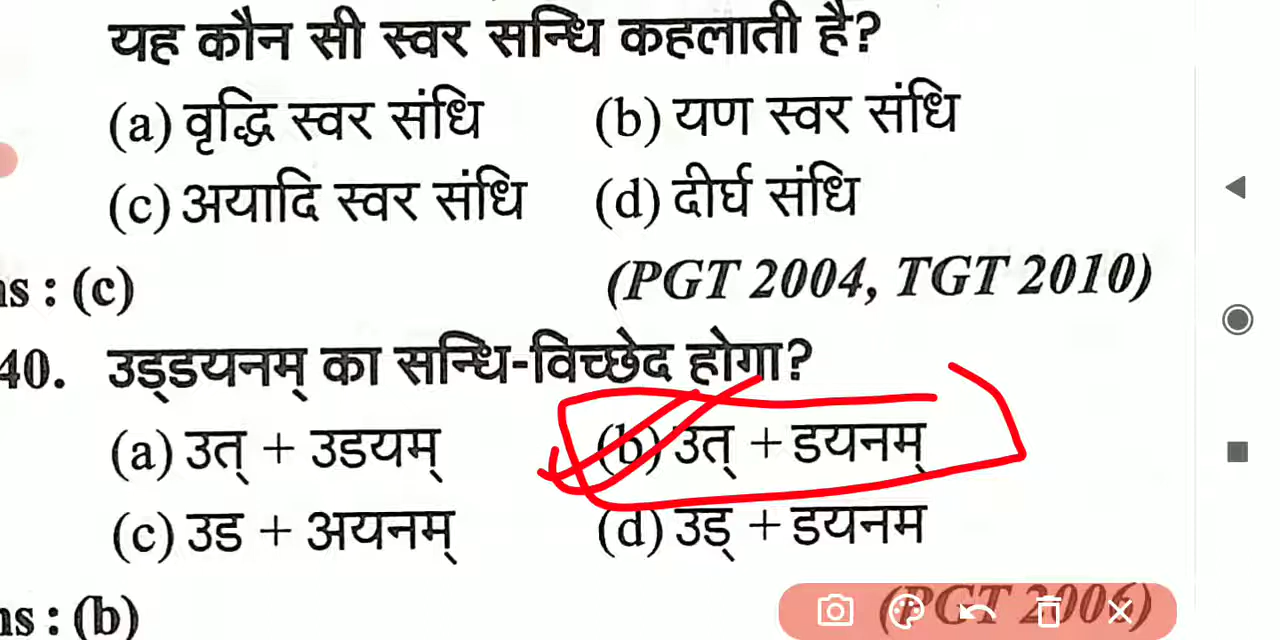 यह कौन सी स्वर सन्धि कहलाती है?
(a) वृद्धि स्वर संधि (b) यण स्वर संधि
(c) अयादि स्वर संधि (d) दीर्घ संधि
ns : (c) (PGT 2004, TGT 2010)
40. उड्डयनम् का सन्धि-विच्छेद होगा?
(a) उत् + उडयम् (b) उत् + डयनम्
(c) उड + अयनम् (d) उड् + डयनम
ns : (b) (PGT 2006)